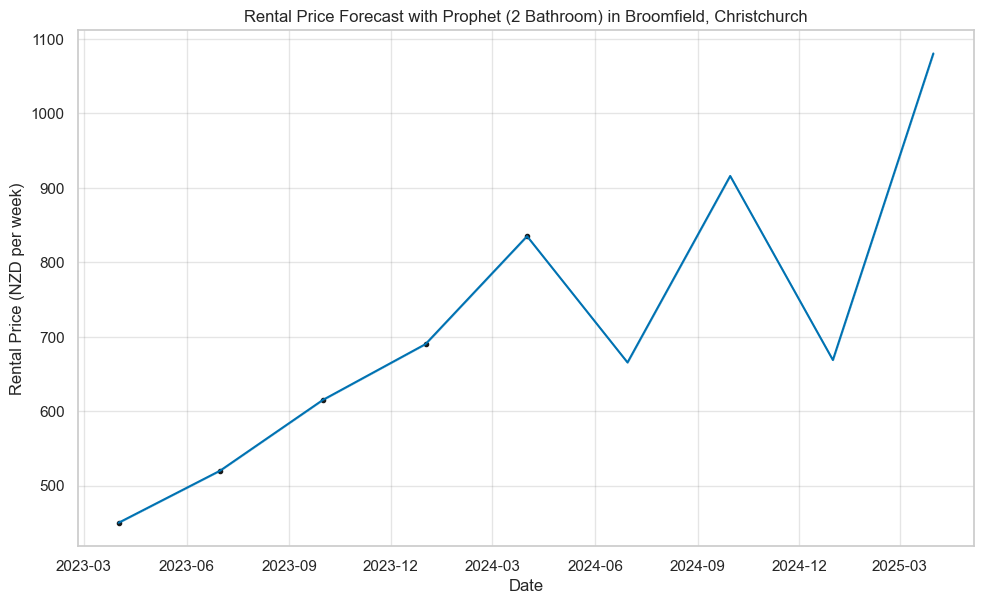 Rental Price Forecast with Prophet (2 Bathroom) in Broomfield, Christchurch
Rental Price (NZD per week)
1100
1000
900
800
700
600
500
2023-03 2023-06 2023-09 2023-12 2024-03 2024-06 2024-09 2024-12 2025-03
Date